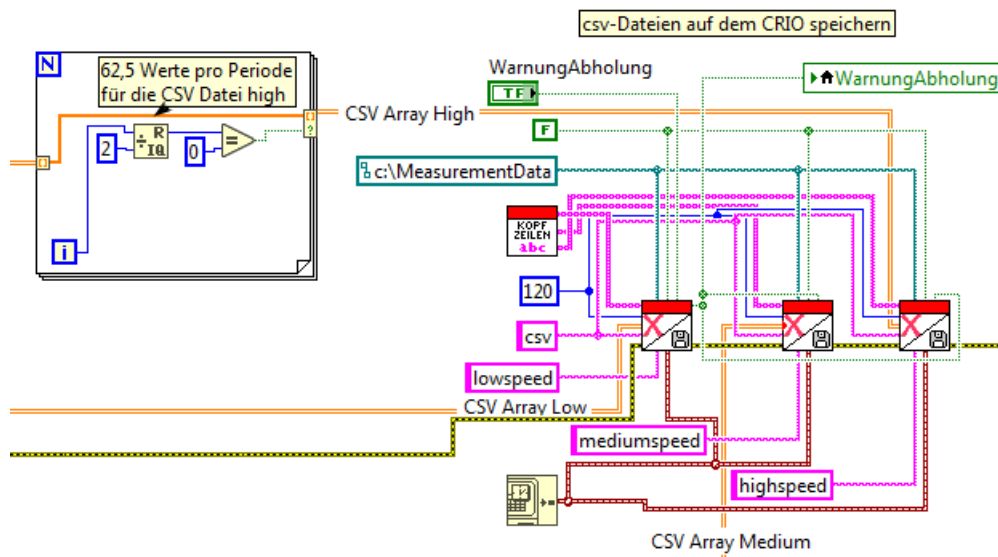 csv-Dateien auf dem CRIO speichern
N
62,5 Werte pro Periode
für die CSV Datei high
WarnungAbholung
TF
WarnungAbholung
CSV Array High
R
IQ
2
0
=
?
F
c:\MeasurementData
i
KOPF
ZEILEN
abc
120
csv
lowspeed
CSV Array Low
mediumspeed
highspeed
CSV Array Medium